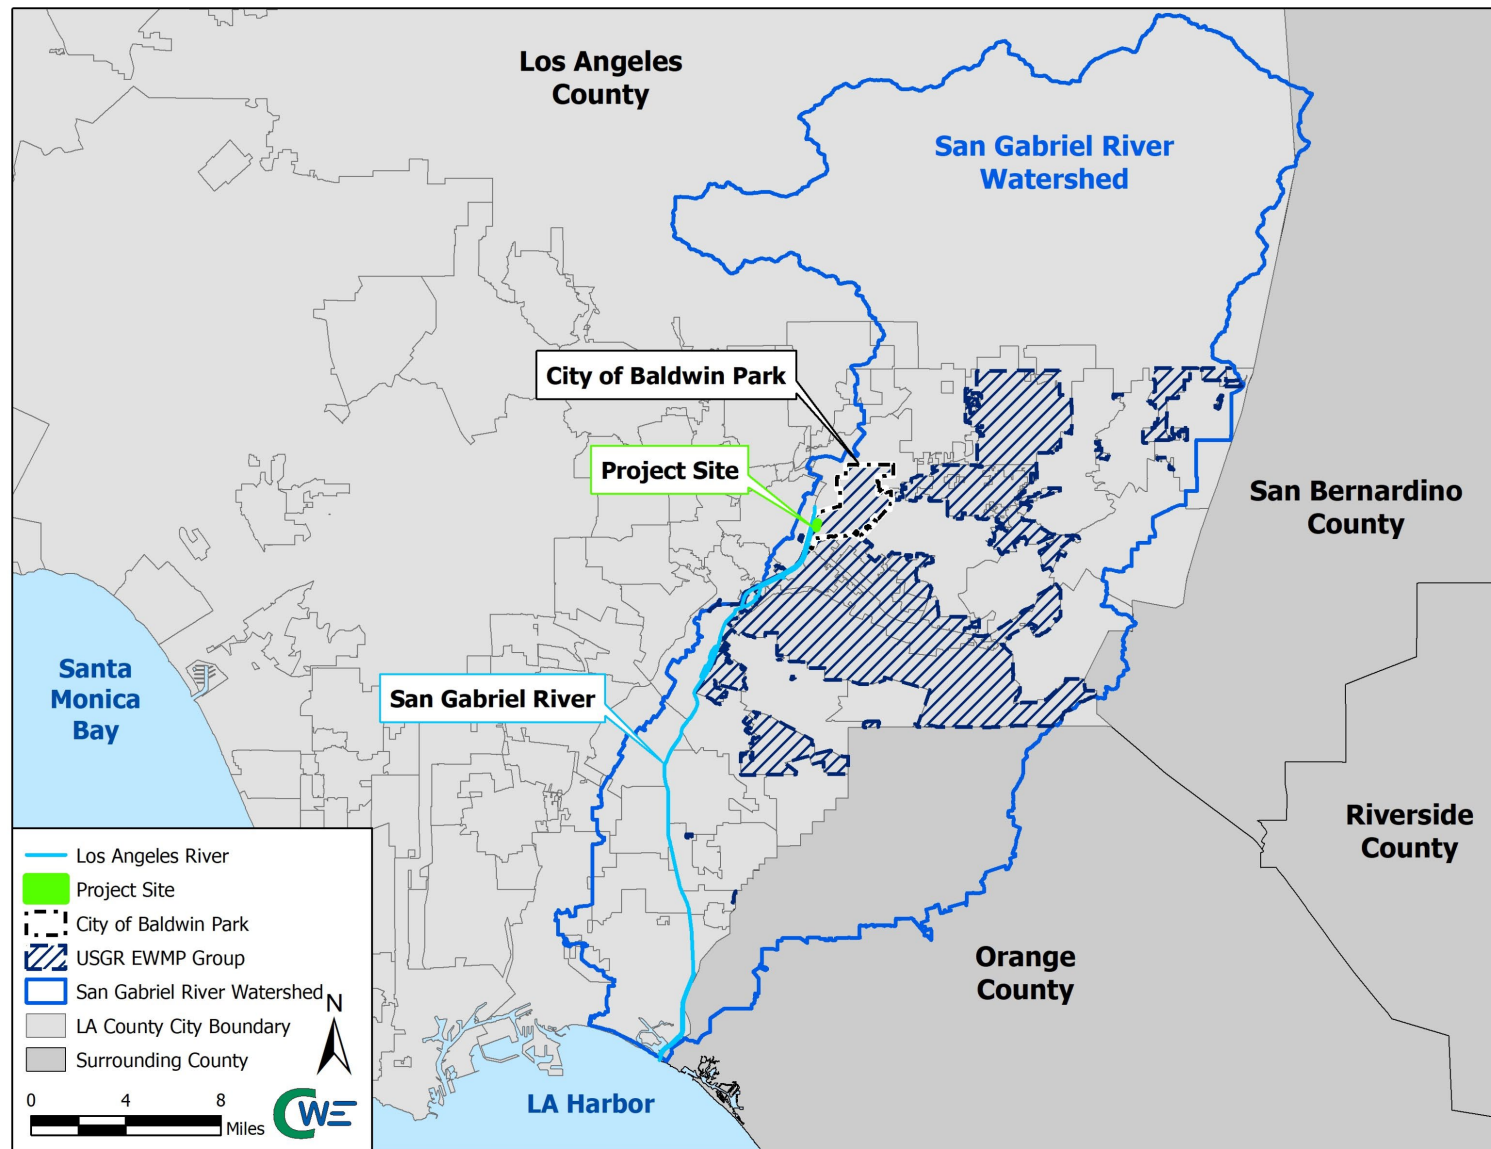 Los Angeles
County
San Gabriel River
Watershed
City of Baldwin Park
Project Site
San Bernardino
County
Santa
Monica
Bay
San Gabriel River
Riverside
County
Orange
County
LA Harbor
Los Angeles River
Project Site
City of Baldwin Park
USGR EWMP Group
San Gabriel River Watershed
LA County City Boundary
Surrounding County
N
0 4 8
Miles
CWE